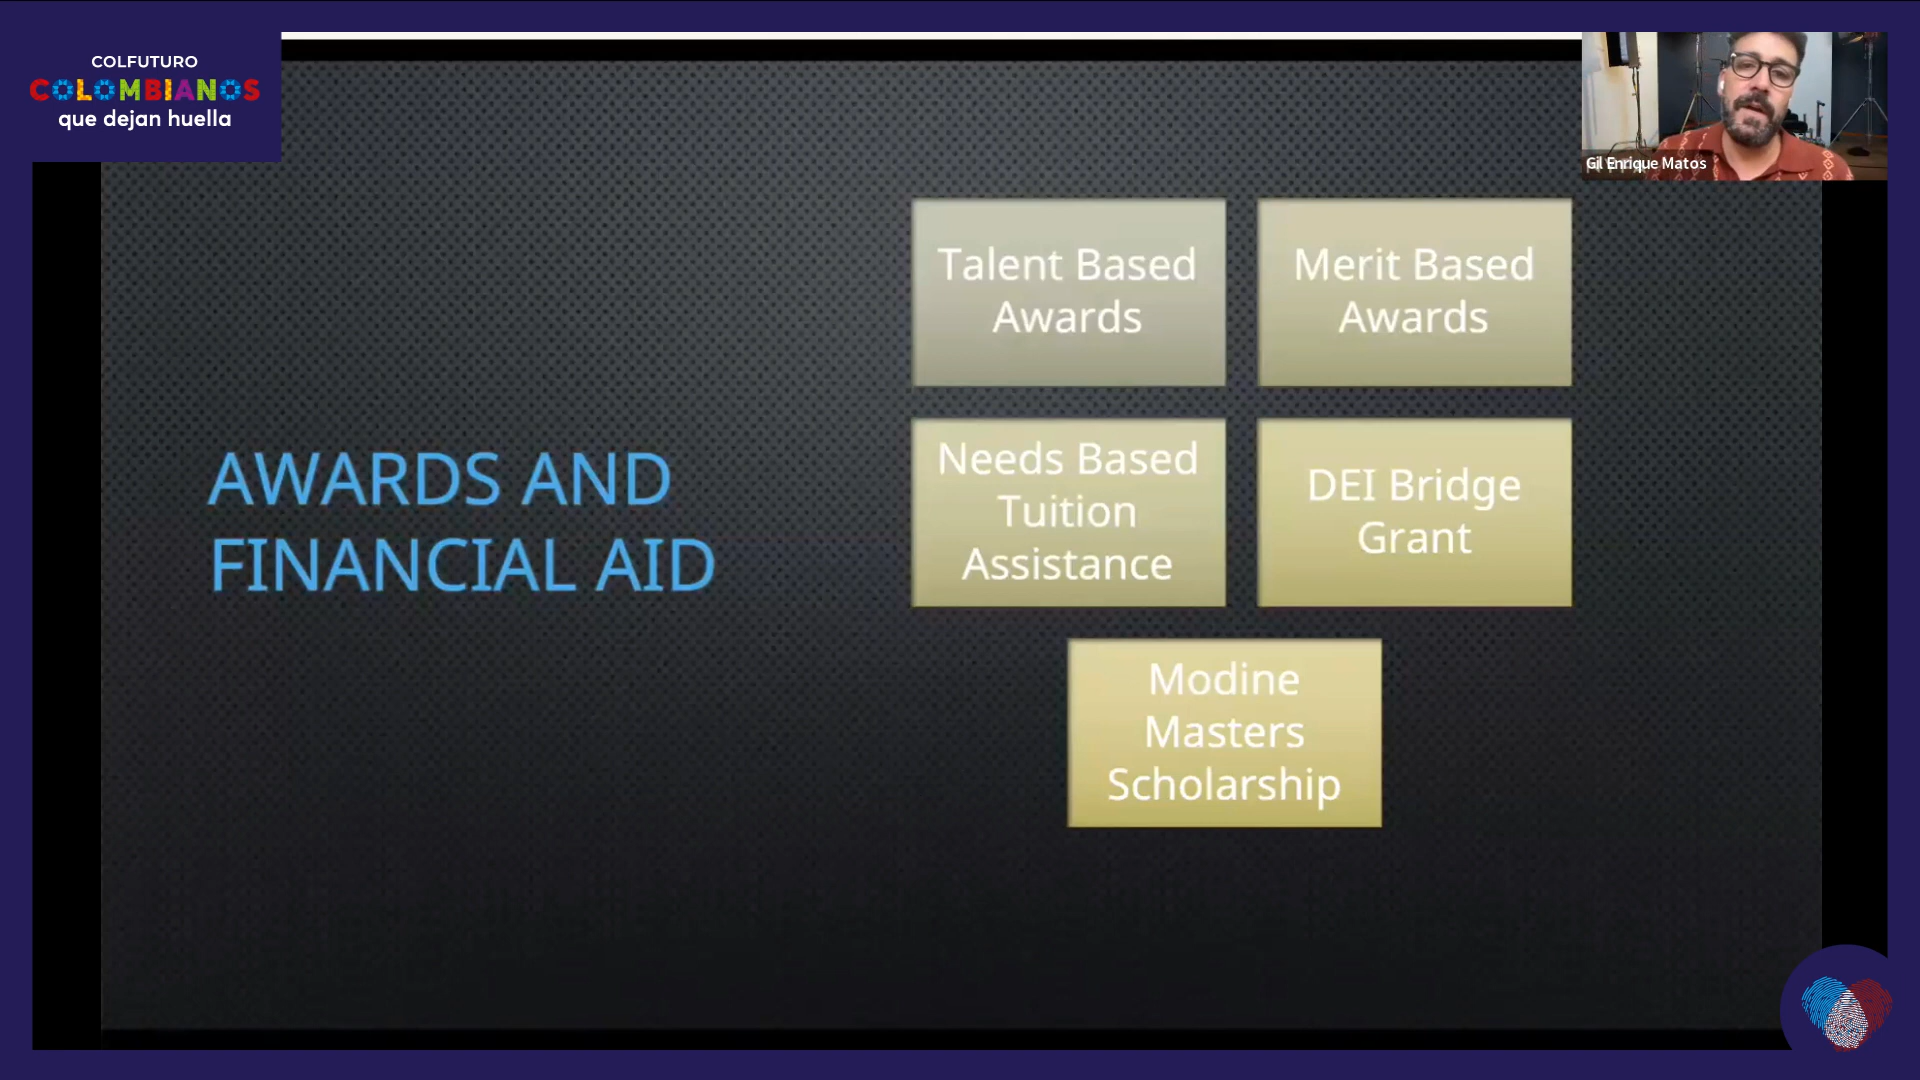 COLFUTURO
COLOMBIANOS
que dejan huella
Gil Enrique Matos
AWARDS AND
FINANCIAL AID
Talent Based
Awards
Merit Based
Awards
Needs Based
Tuition
Assistance
DEI Bridge
Grant
Modine
Masters
Scholarship